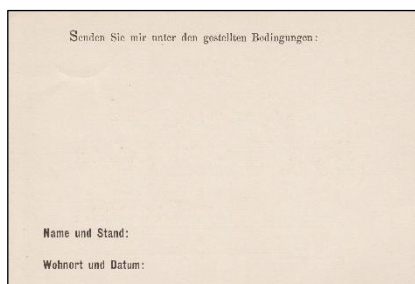 Senden Sie mir unter den gestellten Bedingungen:
Name und Stand:
Wohnort und Datum: